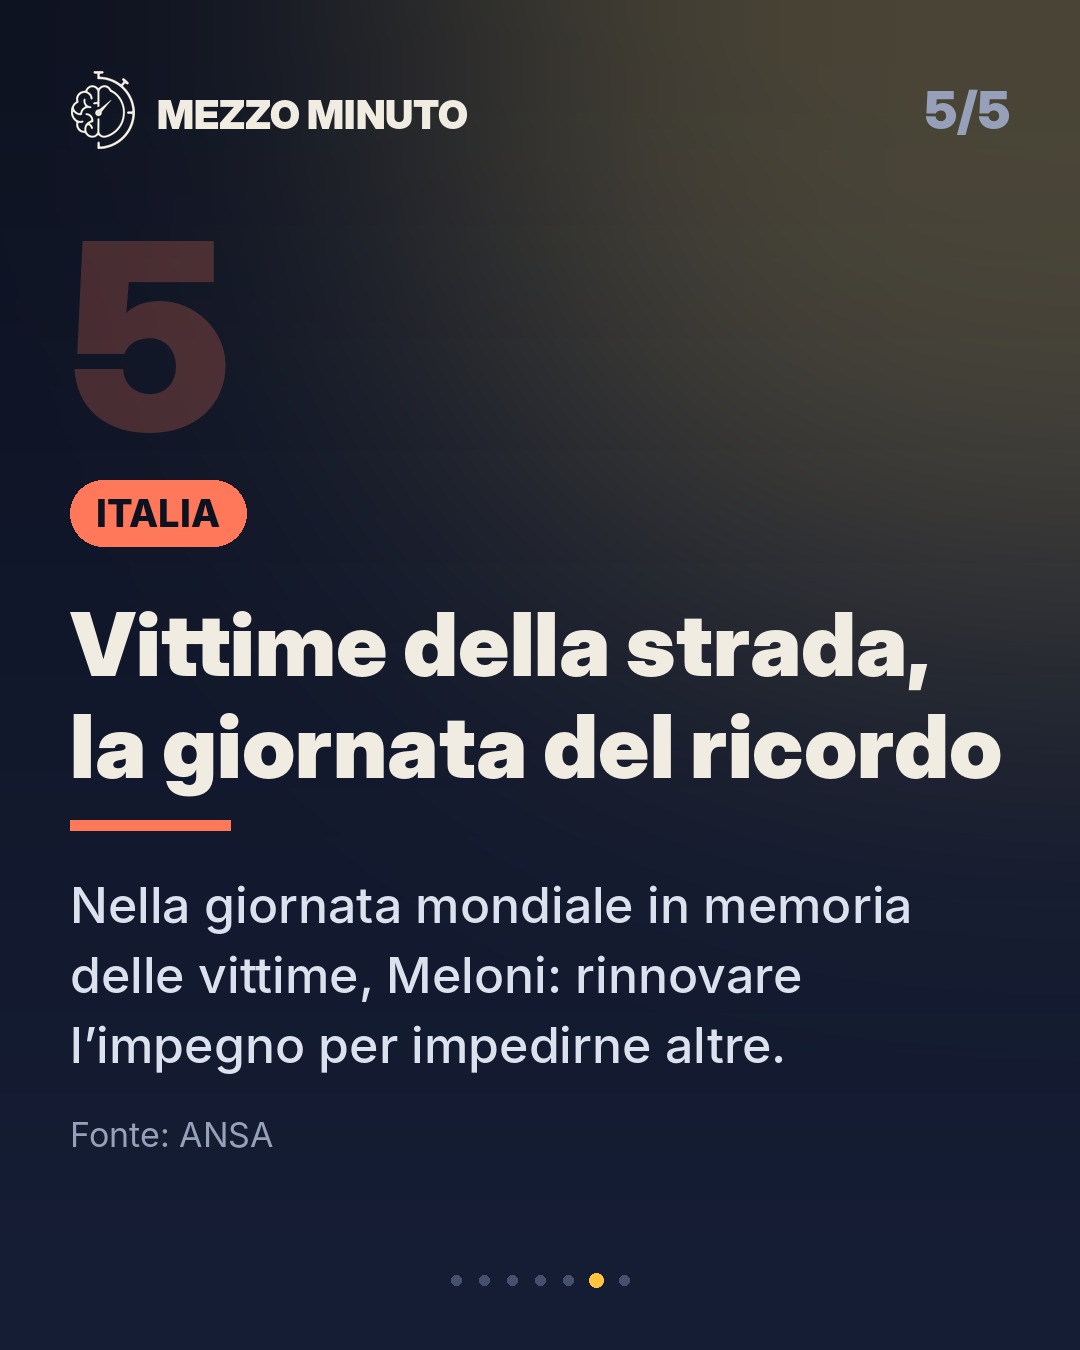 MEZZO MINUTO
5/5
5
ITALIA
Vittime della strada,
la giornata del ricordo
Nella giornata mondiale in memoria
delle vittime, Meloni: rinnovare
l’impegno per impedirne altre.
Fonte: ANSA